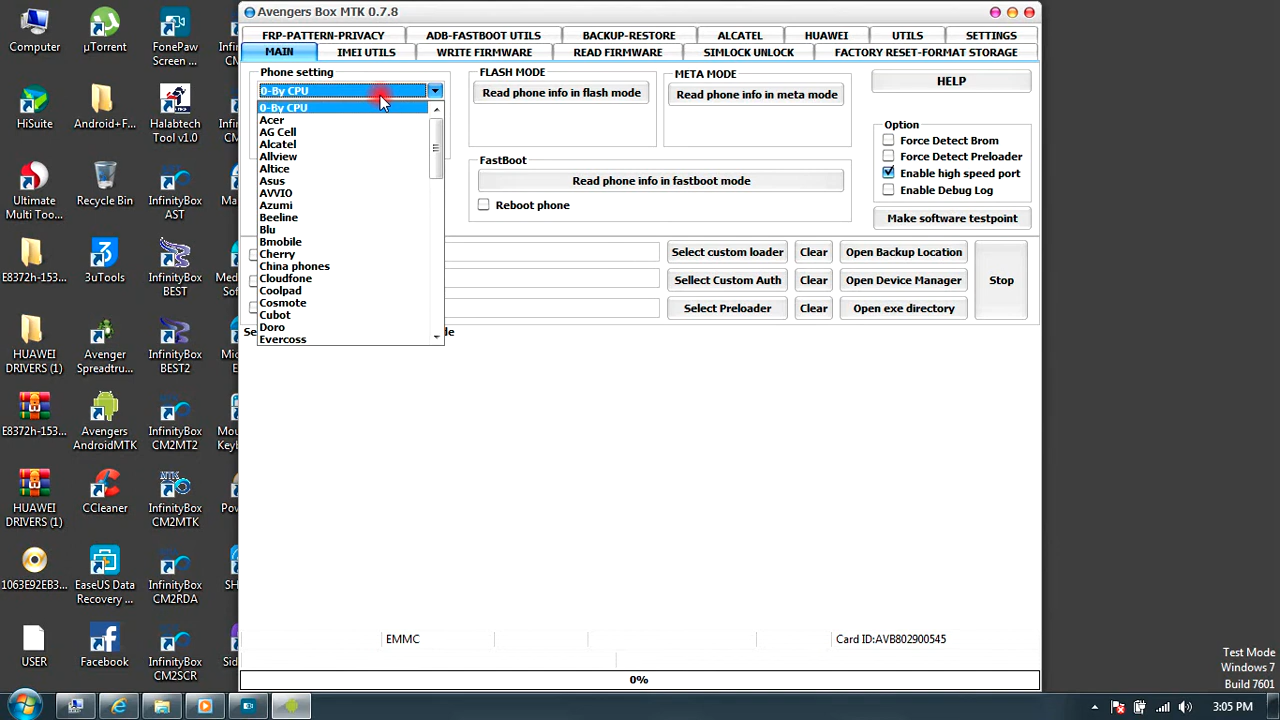 Avengers Box MTK 0.7.8
FRP-PATTERN-PRIVACY ADB-FASTBOOT UTILS BACKUP-RESTORE ALCATEL HUAWEI UTILS SETTINGS
MAIN IMEI UTILS WRITE FIRMWARE READ FIRMWARE SIMLOCK UNLOCK FACTORY RESET-FORMAT STORAGE
Phone setting
0-By CPU
0-By CPU
Acer
AG Cell
Alcatel
Allview
Altice
Asus
AVVIO
Azumi
Beeline
Blu
Bmobile
Cherry
China phones
Cloudfone
Coolpad
Cosmote
Cubot
Doro
Evercoss
FLASH MODE
Read phone info in flash mode
META MODE
Read phone info in meta mode
FastBoot
Read phone info in fastboot mode
Reboot phone
HELP
Option
Force Detect Brom
Force Detect Preloader
Enable high speed port
Enable Debug Log
Make software testpoint
Select custom loader Clear Open Backup Location
Sellect Custom Auth Clear Open Device Manager
Select Preloader Clear Open exe directory
Stop
EMMC
Card ID:AVB802900545
0%
Computer
µTorrent
FonePaw
Screen ...
HiSuite
Android+F...
Halabtech
Tool v1.0
Ultimate
Multi Too...
Recycle Bin
InfinityBox
AST
E8372h-153...
3uTools
InfinityBox
BEST
HUAWEI
DRIVERS (1)
Avenger
Spreadtru...
InfinityBox
BEST2
E8372h-153...
Avengers
AndroidMTK
InfinityBox
CM2MT2
HUAWEI
DRIVERS (1)
CCleaner
MTK
InfinityBox
CM2MTK
1063E92EB3...
EaseUS Data
Recovery ...
InfinityBox
CM2RDA
USER
Facebook
InfinityBox
CM2SCR
Test Mode
Windows 7
Build 7601
3:05 PM